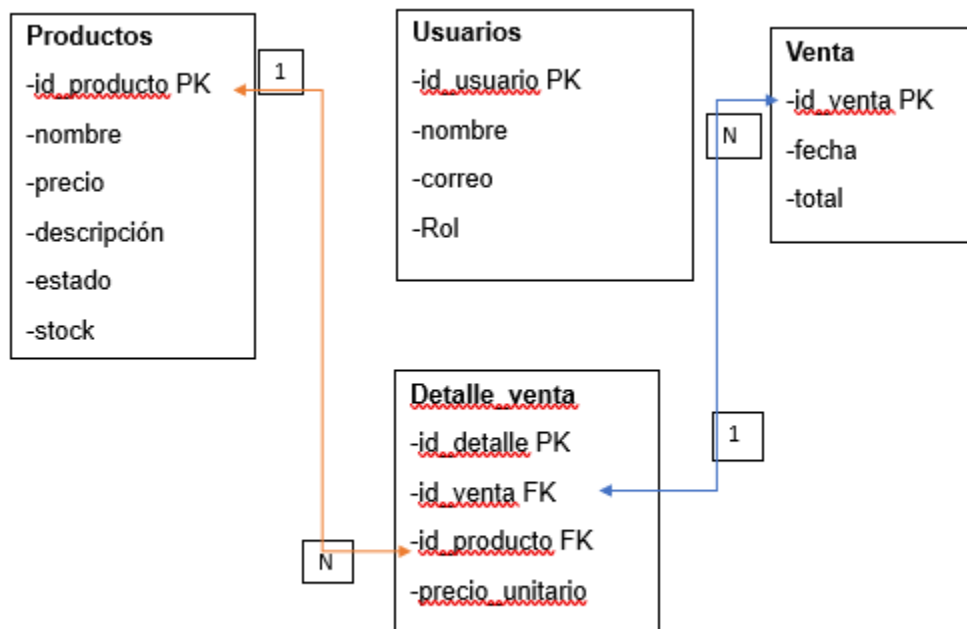 Productos
-id_producto PK
-nombre
-precio
-descripción
-estado
-stock
1
Usuarios
-id_usuario PK
-nombre
-correo
-Rol
Venta
-id_venta PK
-fecha
-total
N
Detalle_venta
-id_detalle PK
-id_venta FK
-id_producto FK
-precio_unitario
1
N